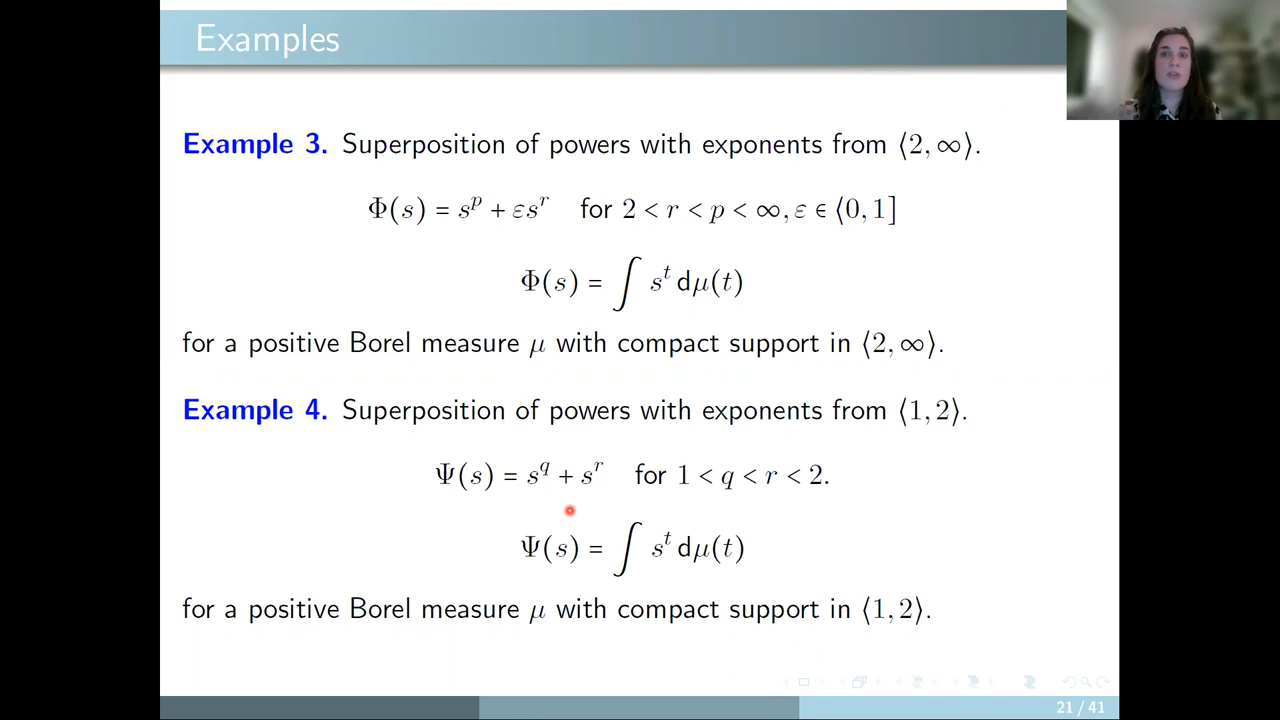 Examples
Example 3. Superposition of powers with exponents from ⟨2, ∞⟩.
Φ(s) = s^p + εs^r for 2 < r < p < ∞, ε ∈ ⟨0, 1]
Φ(s) = ∫ s^t dμ(t)
for a positive Borel measure μ with compact support in ⟨2, ∞⟩.
Example 4. Superposition of powers with exponents from ⟨1, 2⟩.
Ψ(s) = s^q + s^r for 1 < q < r < 2.
Ψ(s) = ∫ s^t dμ(t)
for a positive Borel measure μ with compact support in ⟨1, 2⟩.
21 / 41